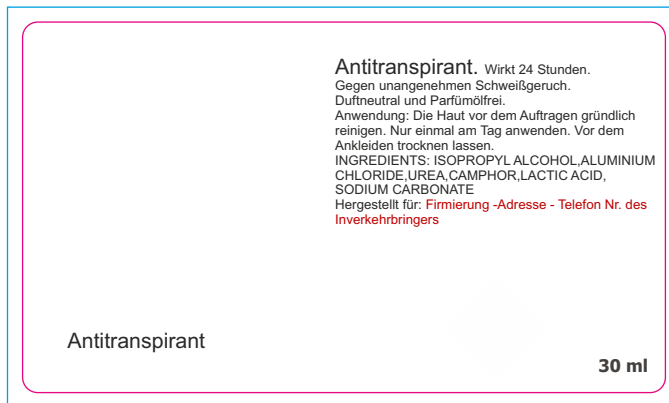 Antitranspirant. Wirkt 24 Stunden.
Gegen unangenehmen Schweißgeruch.
Duftneutral und Parfümölfrei.
Anwendung: Die Haut vor dem Auftragen gründlich
reinigen. Nur einmal am Tag anwenden. Vor dem
Ankleiden trocknen lassen.
INGREDIENTS: ISOPROPYL ALCOHOL,ALUMINIUM
CHLORIDE,UREA,CAMPHOR,LACTIC ACID,
SODIUM CARBONATE
Hergestellt für: Firmierung -Adresse - Telefon Nr. des
Inverkehrbringers
Antitranspirant
30 ml